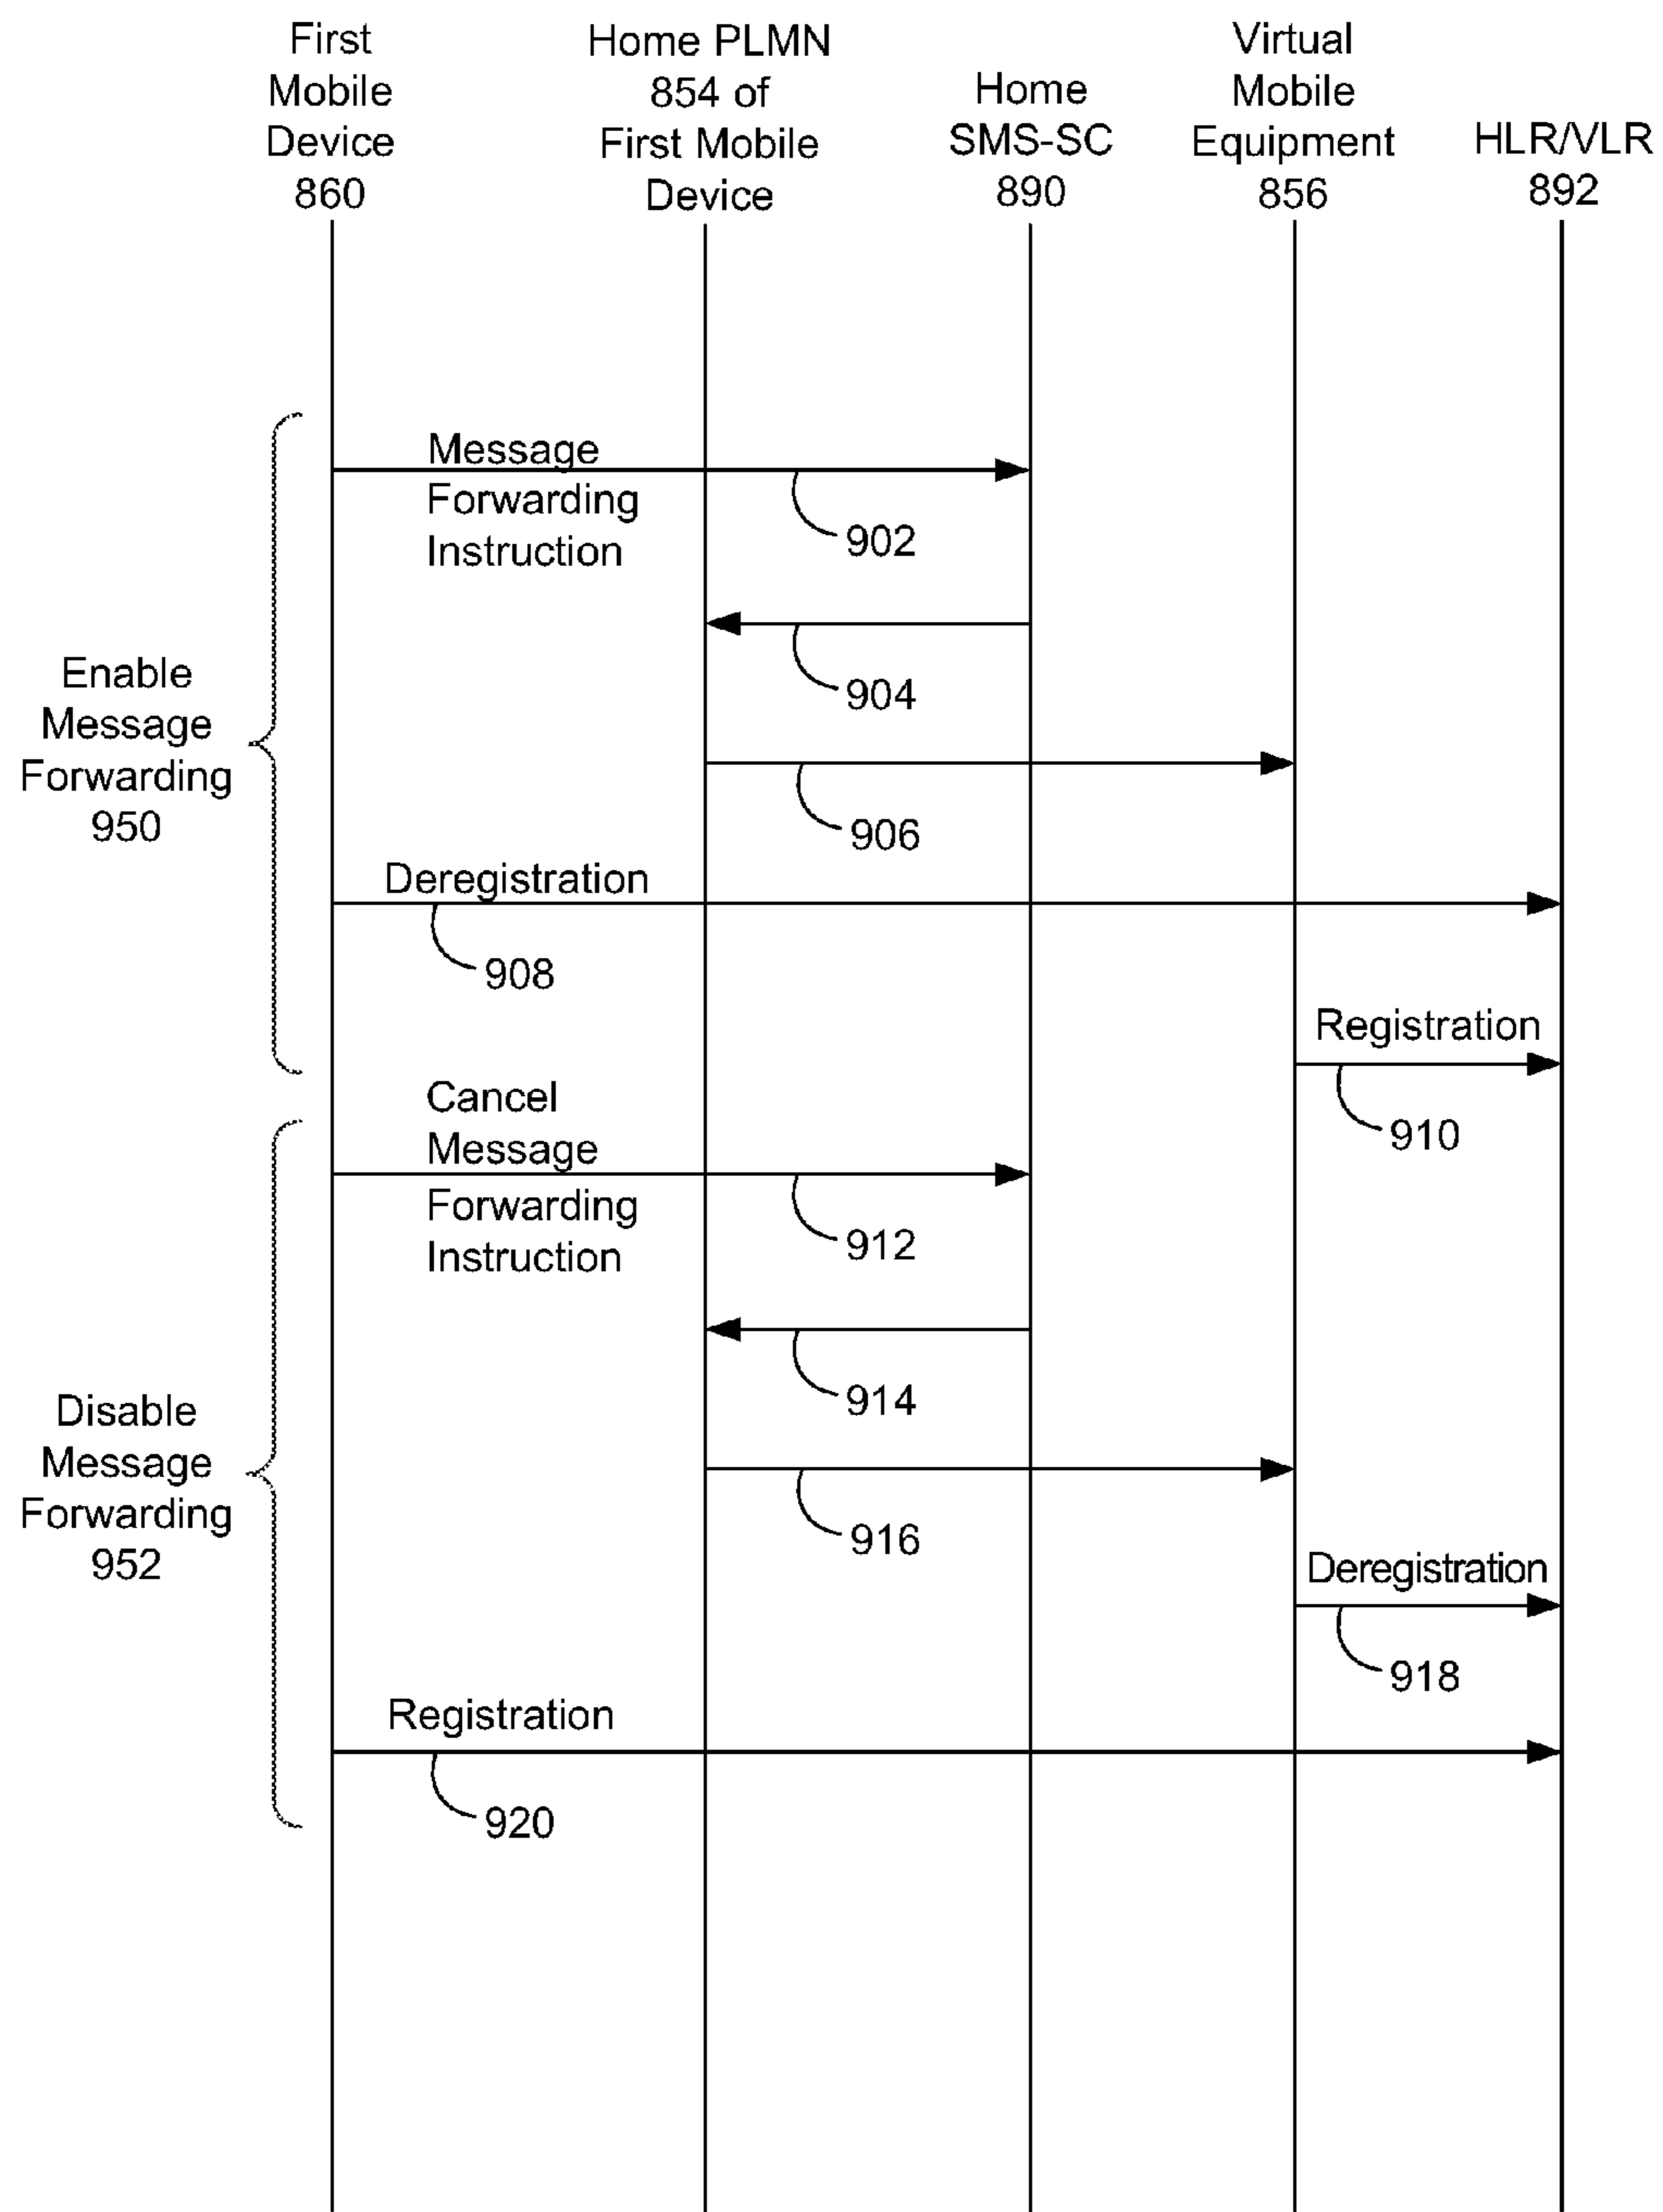 First
Mobile
Device
860
Home PLMN
854 of
First Mobile
Device
Home
SMS-SC
890
Virtual
Mobile
Equipment
856
HLR/VLR
892
Message
Forwarding
Instruction
902
904
Enable
Message
Forwarding
950
906
Deregistration
908
Registration
910
Cancel
Message
Forwarding
Instruction
912
914
Disable
Message
Forwarding
952
916
Deregistration
918
Registration
920